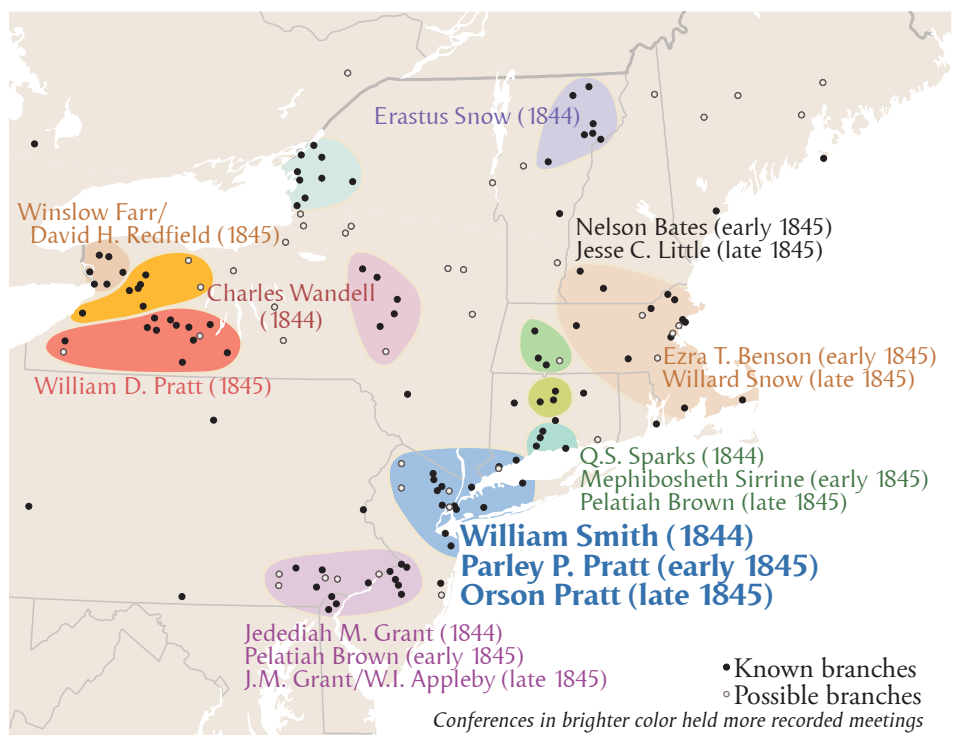 Erastus Snow (1844)
Winslow Farr/
David H. Redfield (1845)
Nelson Bates (early 1845)
Jesse C. Little (late 1845)
Charles Wandell
(1844)
Ezra T. Benson (early 1845)
Willard Snow (late 1845)
William D. Pratt (1845)
Q.S. Sparks (1844)
Mephibosheth Sirrine (early 1845)
Pelatiah Brown (late 1845)
William Smith (1844)
Parley P. Pratt (early 1845)
Orson Pratt (late 1845)
Jedediah M. Grant (1844)
Pelatiah Brown (early 1845)
J.M. Grant/W.I. Appleby (late 1845)
Known branches
Possible branches
Conferences in brighter color held more recorded meetings